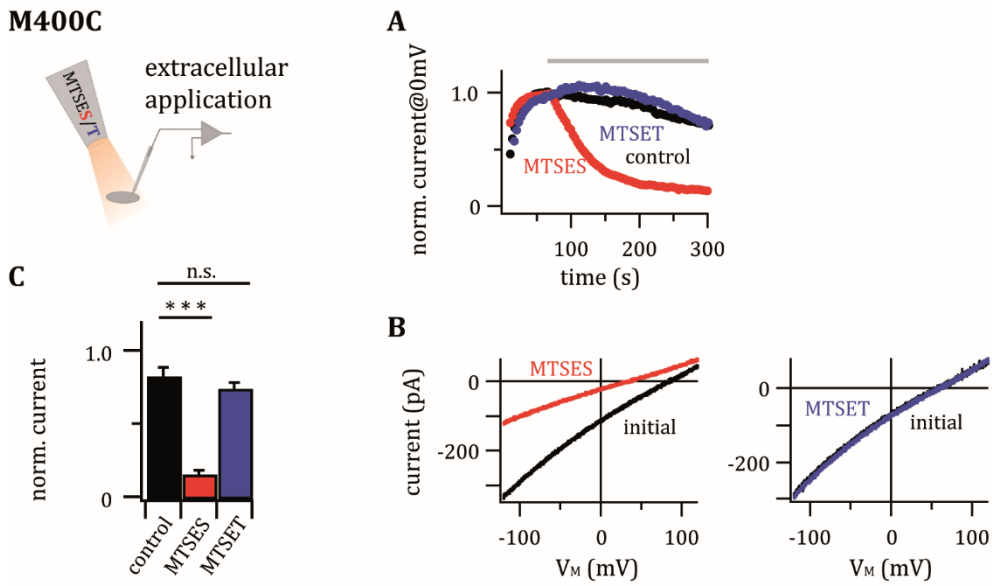 M400C
MTSES/T
extracellular
application
A
norm. current@0mV
1.0
0
MTSET
control
MTSES
100
200
300
time (s)
C
n.s.
***
norm. current
1.0
0
control
MTSES
MTSET
B
current (pA)
0
-200
MTSES
initial
-100
0
100
VM (mV)
0
-200
MTSET
initial
-100
0
100
VM (mV)